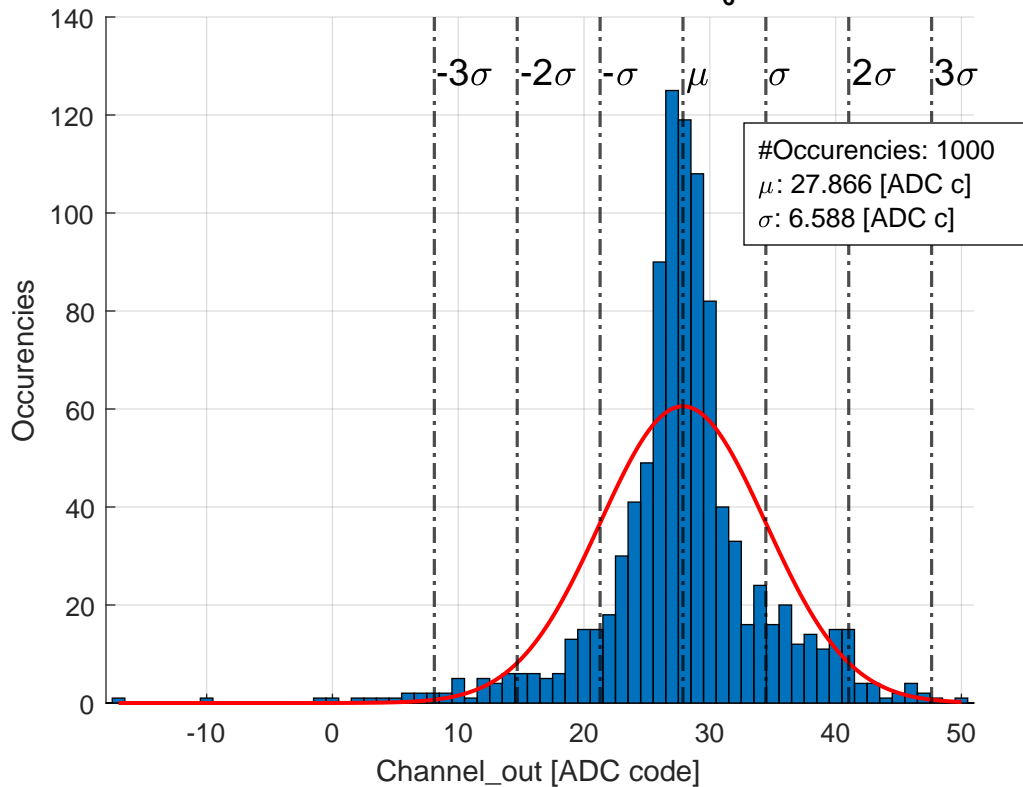 140
120
100
80
60
40
20
0
-3σ
-2σ
-σ
μ
σ
2σ
3σ
#Occurencies: 1000
μ: 27.866 [ADC c]
σ: 6.588 [ADC c]
Occurencies
-10
0
10
20
30
40
50
Channel_out [ADC code]